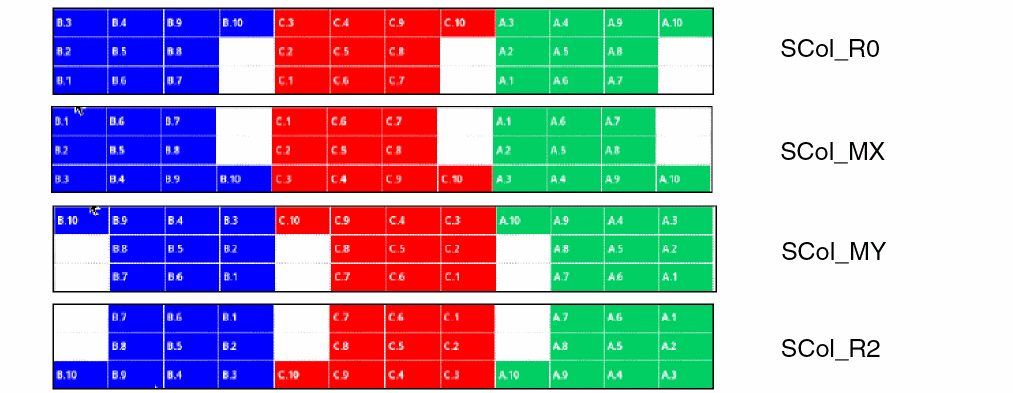 B.3 B.4 B.9 B.10 C.3 C.4 C.9 C.10 A.3 A.4 A.9 A.10
B.2 B.5 B.8 C.2 C.5 C.8 A.2 A.5 A.8
SCol_R0
B.1 B.6 B.7 C.1 C.6 C.7 A.1 A.6 A.7
B.1 B.6 B.7 C.1 C.6 C.7 A.1 A.6 A.7
B.2 B.5 B.8 C.2 C.5 C.8 A.2 A.5 A.8
SCol_MX
B.3 B.4 B.9 B.10 C.3 C.4 C.9 C.10 A.3 A.4 A.9 A.10
B.10 B.9 B.4 B.3 C.10 C.9 C.4 C.3 A.10 A.9 A.4 A.3
B.8 B.5 B.2 C.8 C.5 C.2 A.8 A.5 A.2
SCol_MY
B.7 B.6 B.1 C.7 C.6 C.1 A.7 A.6 A.1
B.7 B.6 B.1 C.7 C.6 C.1 A.7 A.6 A.1
B.8 B.5 B.2 C.8 C.5 C.2 A.8 A.5 A.2
SCol_R2
B.10 B.9 B.4 B.3 C.10 C.9 C.4 C.3 A.10 A.9 A.4 A.3